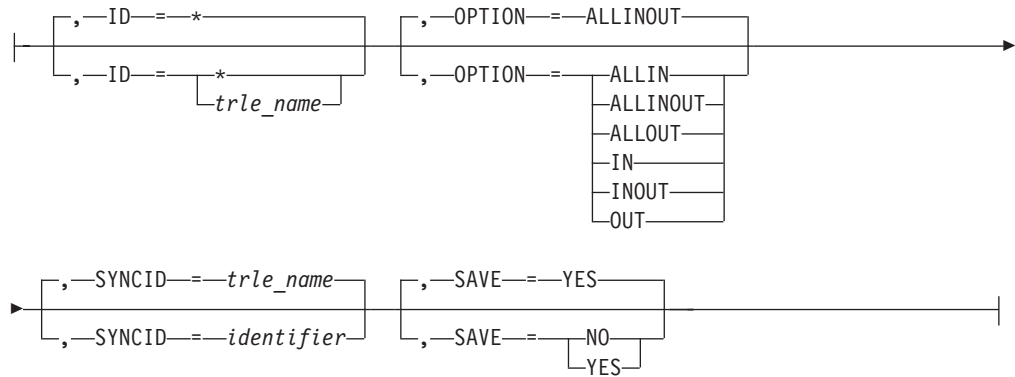 ,—ID—=—* ,—OPTION—=—ALLINOUT
,—ID—=—* ,—OPTION—=—ALLIN
trle_name ALLINOUT
ALLOUT
IN
INOUT
OUT
,—SYNCID—=—trle_name ,—SAVE—=—YES
,—SYNCID—=—identifier ,—SAVE—=—NO
YES